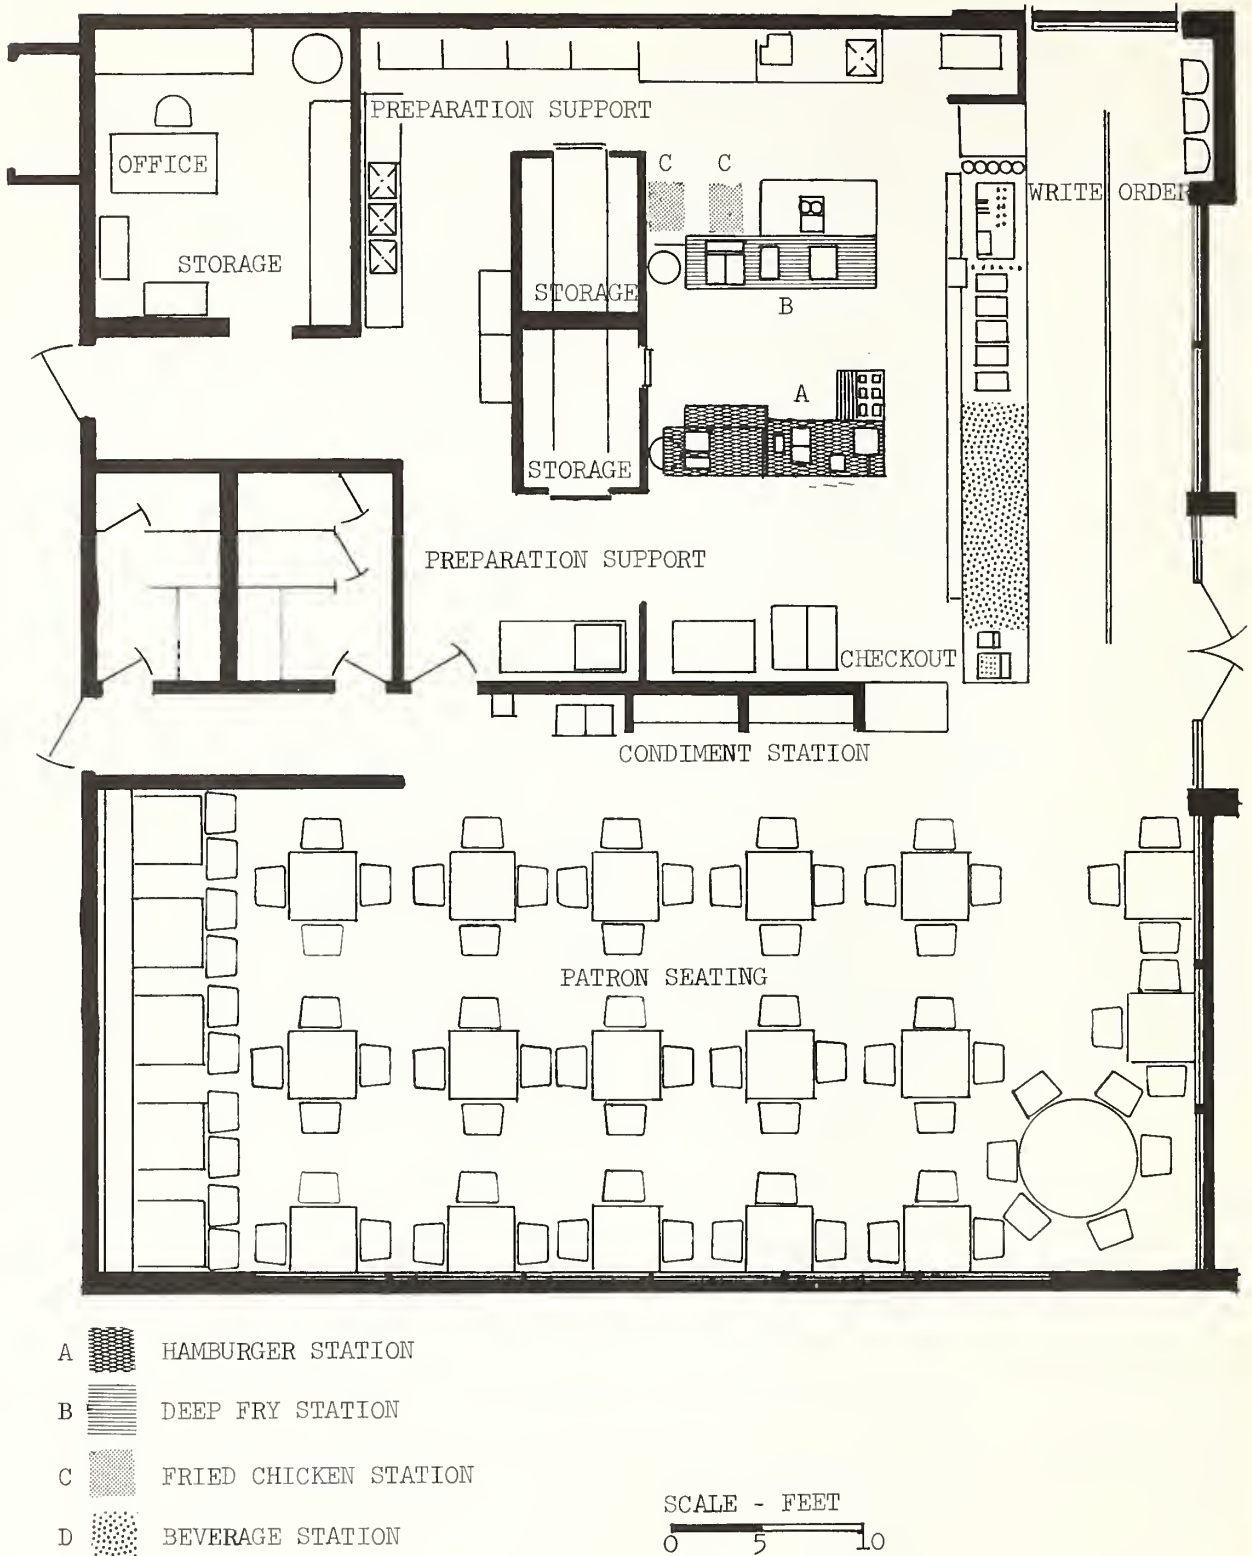 PREPARATION SUPPORT
OFFICE
C C
WRITE ORDER
STORAGE
STORAGE
B
A
STORAGE
PREPARATION SUPPORT
CHECKOUT
CONDIMENT STATION
PATRON SEATING
A HAMBURGER STATION
B DEEP FRY STATION
C FRIED CHICKEN STATION
D BEVERAGE STATION
SCALE - FEET
0 5 10